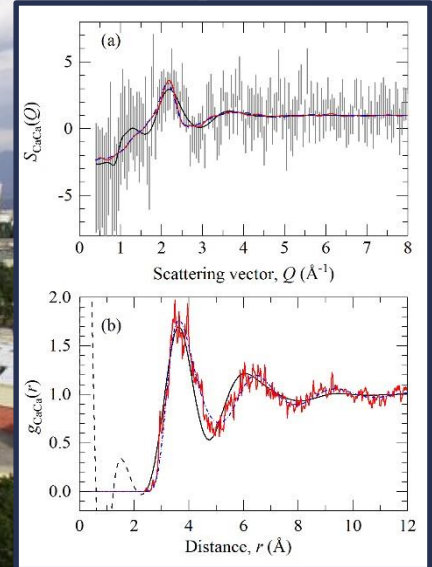 (a)
5
0
-5
S_CaCa(Q)
0 1 2 3 4 5 6 7 8
Scattering vector, Q (Å⁻¹)
(b)
2.0
1.5
1.0
0.5
0.0
g_CaCa(r)
0 2 4 6 8 10 12
Distance, r (Å)